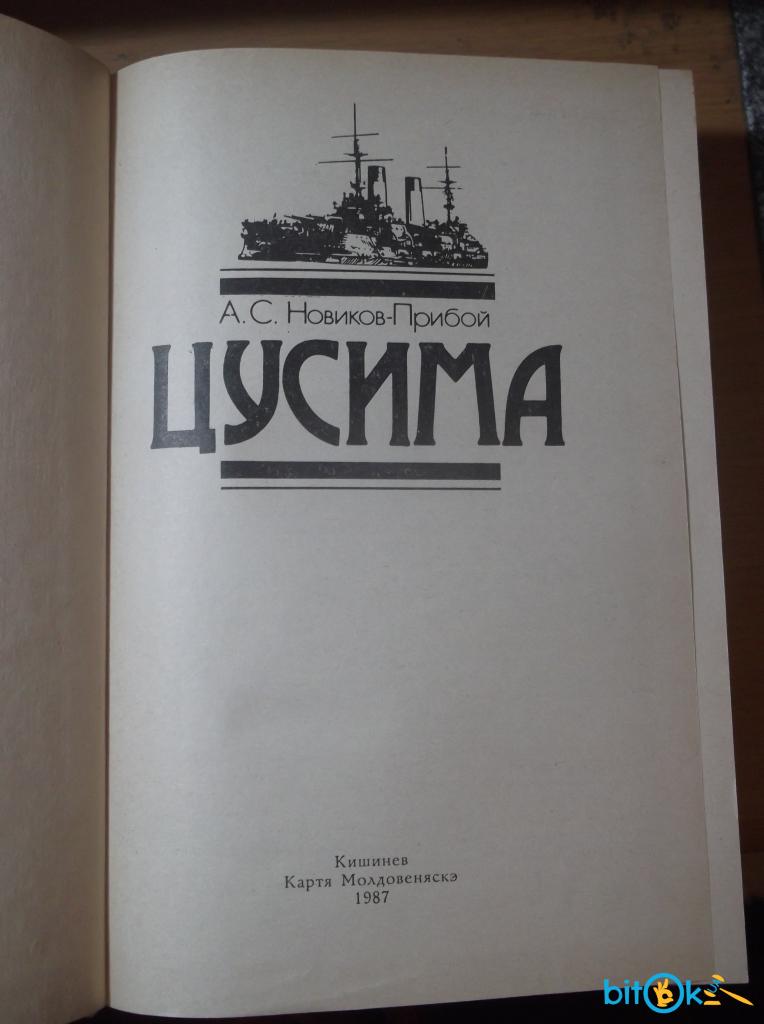 А. С. Новиков-Прибой
ЦУСИМА
Кишинев
Картя Молдовеняскэ
1987
bitOk